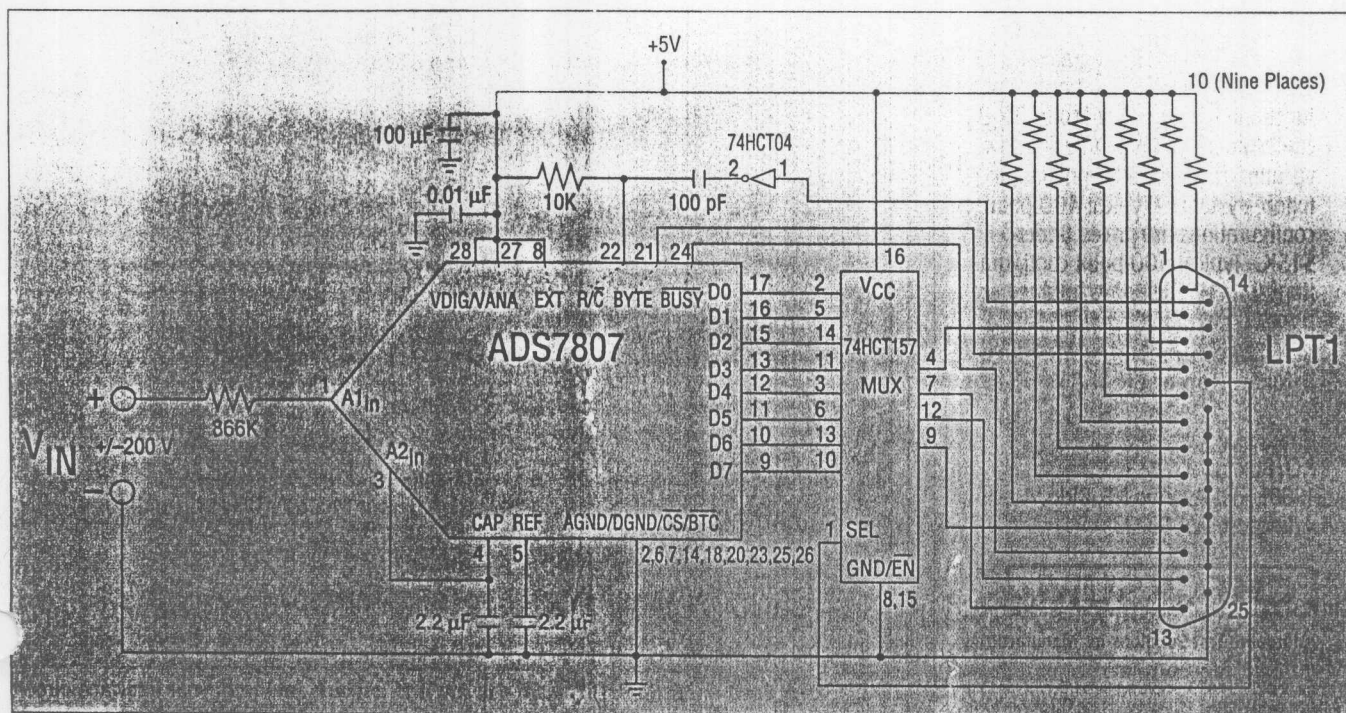 +5V
10 (Nine Places)
100 µF
74HCT04
2
1
0.01 µF
10K
100 pF
28
27
8
22
21
24
16
1
14
VDIG/VANA EXT R/C̅ BYTE B̅U̅S̅Y̅
VCC
D0 17 2
D1 16 5
D2 15 14
D3 13 11
D4 12 3
D5 11 6
D6 10 13
D7 9 10
ADS7807
74HCT157
MUX
4
7
12
9
LPT1
1
A1In
+
866K
VIN
+/–200 V
–
A2In
3
CAP REF AGND/DGND/C̅S̅/B̅T̅C̅
4
5
2,6,7,14,18,20,23,25,26
1 SEL
GND/E̅N̅
8,15
2.2 µF
2.2 µF
13
25